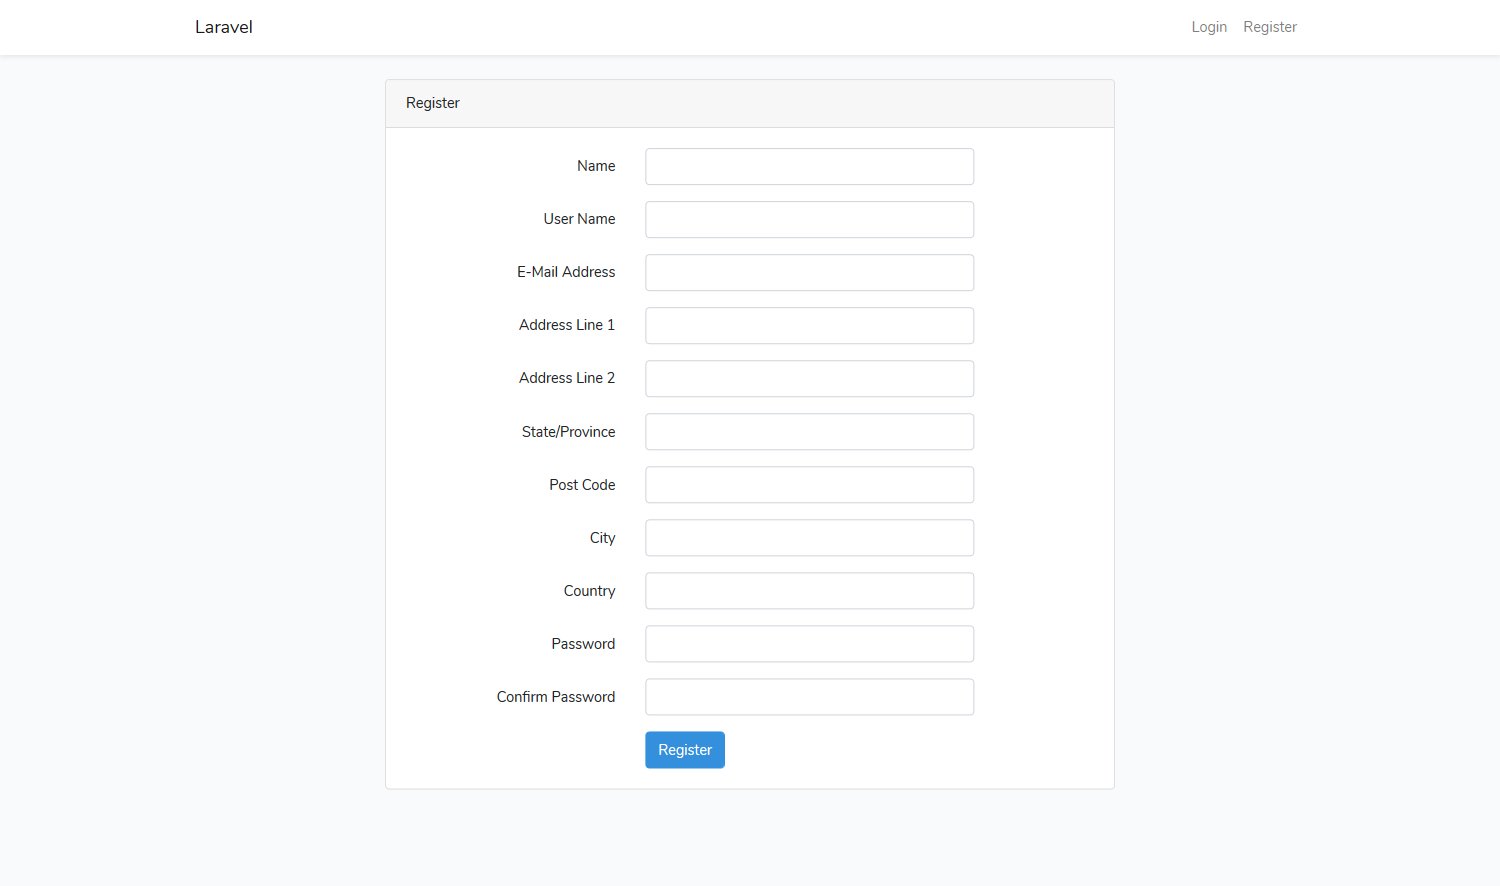 Laravel
Login Register
Register
Name
User Name
E-Mail Address
Address Line 1
Address Line 2
State/Province
Post Code
City
Country
Password
Confirm Password
Register